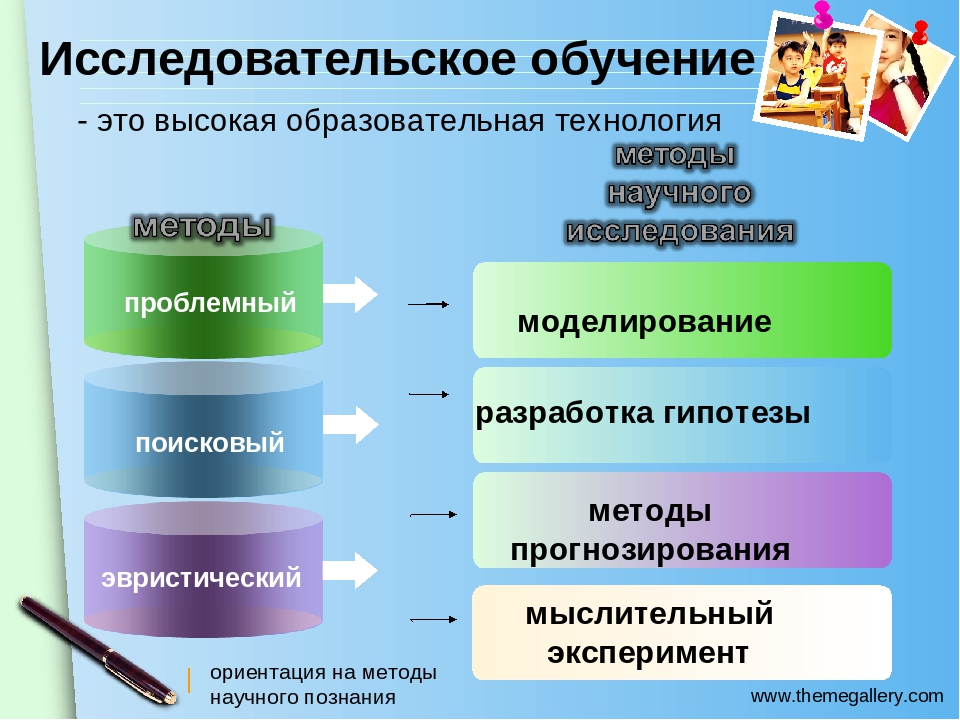 Исследовательское обучение
- это высокая образовательная технология
методы
проблемный
поисковый
эвристический
ориентация на методы
научного познания
методы
научного
исследования
моделирование
разработка гипотезы
методы
прогнозирования
мыслительный
эксперимент
www.themegallery.com